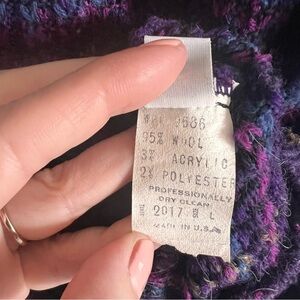 95% WOOL
3% ACRYLIC
2% POLYESTER
PROFESSIONALLY
DRY CLEAN
2017 L
MADE IN U.S.A.